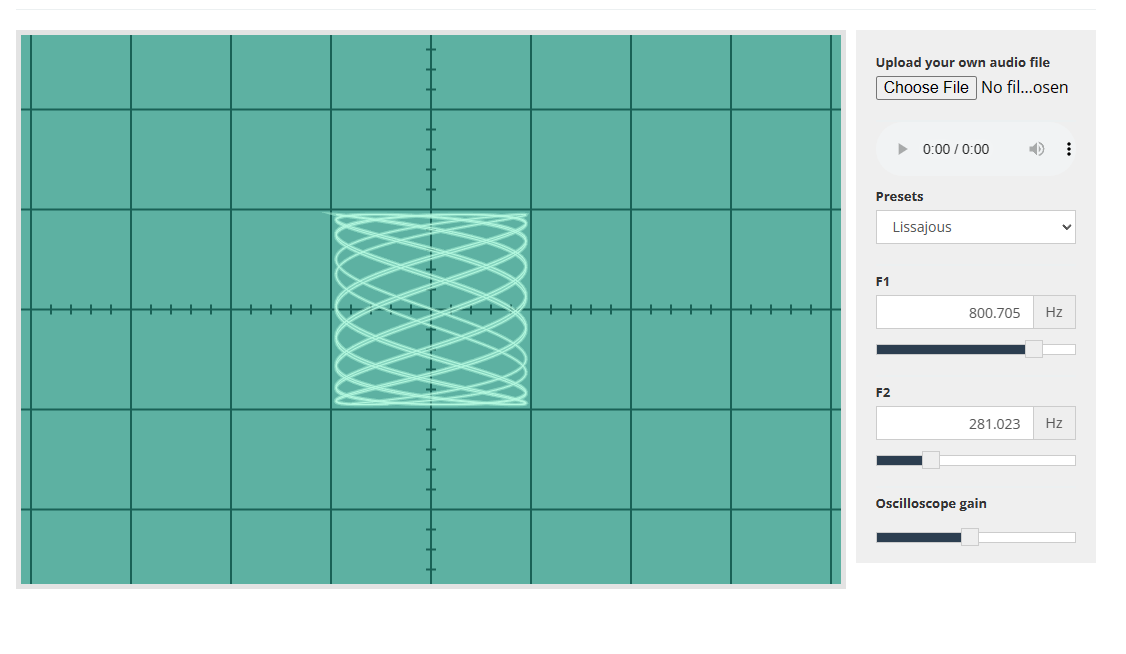 Upload your own audio file
Choose File No fil...osen
0:00 / 0:00
Presets
Lissajous
F1
800.705 Hz
F2
281.023 Hz
Oscilloscope gain